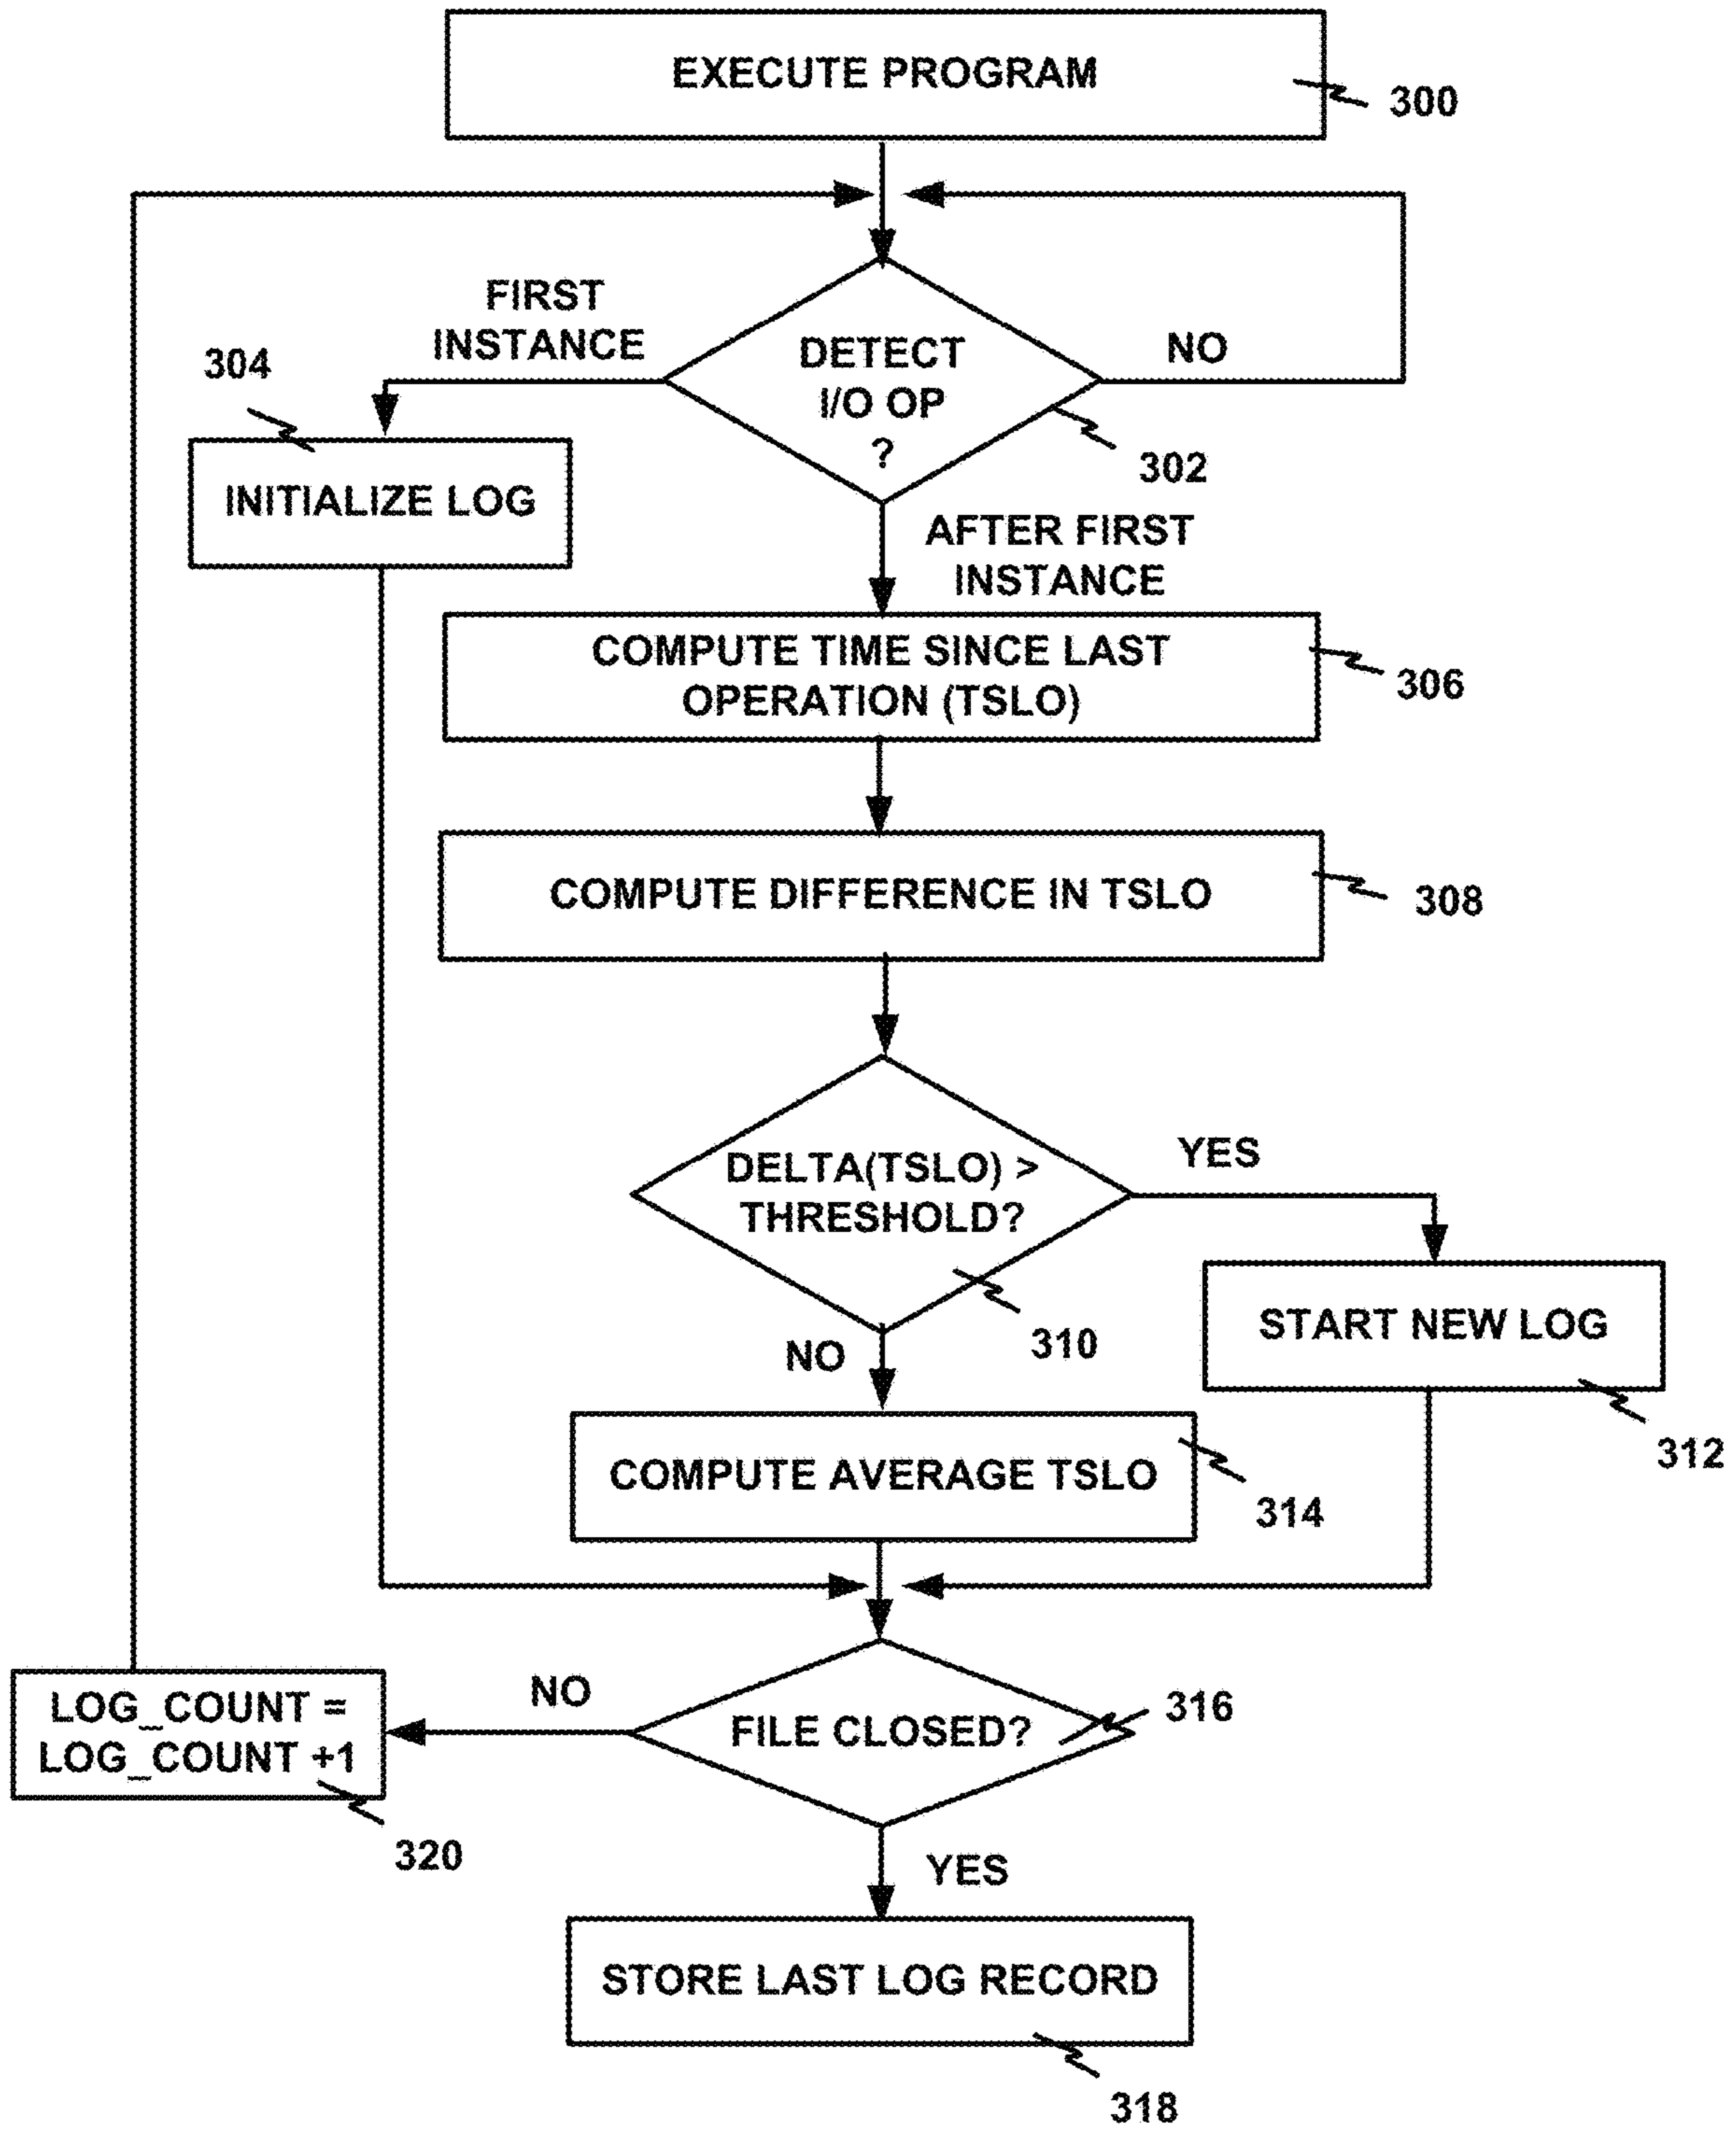 EXECUTE PROGRAM
300
FIRST
INSTANCE
304
DETECT
I/O OP
?
NO
302
INITIALIZE LOG
AFTER FIRST
INSTANCE
COMPUTE TIME SINCE LAST
OPERATION (TSLO)
306
COMPUTE DIFFERENCE IN TSLO
308
DELTA(TSLO) >
THRESHOLD?
YES
310
NO
START NEW LOG
312
COMPUTE AVERAGE TSLO
314
FILE CLOSED?
316
NO
LOG_COUNT =
LOG_COUNT +1
320
YES
STORE LAST LOG RECORD
318